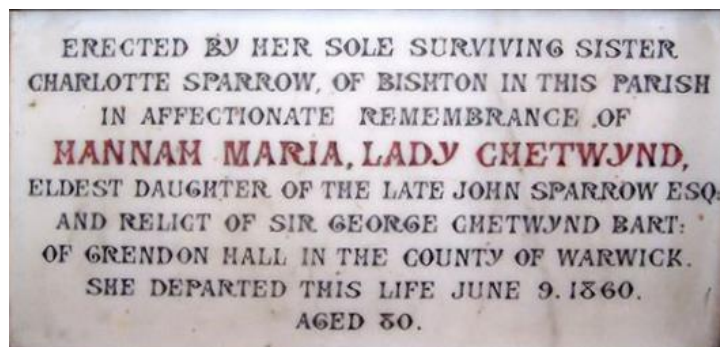 ERECTED BY HER SOLE SURVIVING SISTER
CHARLOTTE SPARROW, OF BISHTON IN THIS PARISH
IN AFFECTIONATE REMEMBRANCE OF
HANNAH MARIA, LADY CHETWYND,
ELDEST DAUGHTER OF THE LATE JOHN SPARROW ESQ:
AND RELICT OF SIR GEORGE CHETWYND BART:
OF GRENDON HALL IN THE COUNTY OF WARWICK.
SHE DEPARTED THIS LIFE JUNE 9. 1860.
AGED 80.